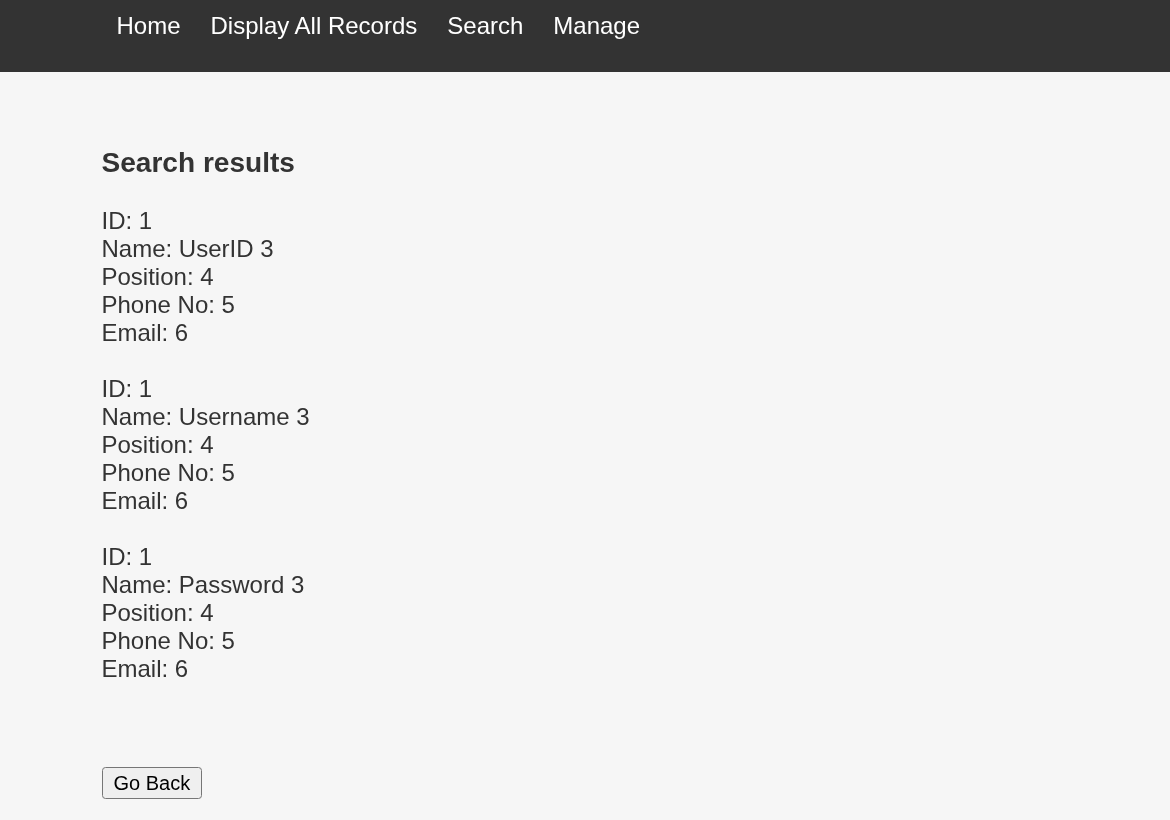 Home Display All Records Search Manage
Search results
ID: 1
Name: UserID 3
Position: 4
Phone No: 5
Email: 6
ID: 1
Name: Username 3
Position: 4
Phone No: 5
Email: 6
ID: 1
Name: Password 3
Position: 4
Phone No: 5
Email: 6
Go Back